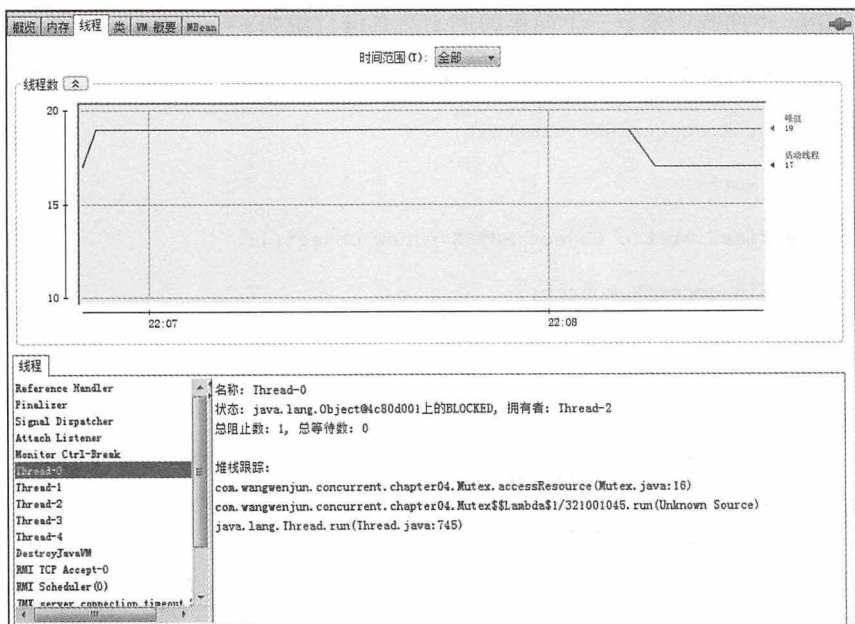 概览 内存 线程 类 VM 概要 MBean
时间范围(T): 全部
线程数
20
15
10
峰值
19
活动线程
17
22:07
22:08
线程
Reference Handler
Finalizer
Signal Dispatcher
Attach Listener
Monitor Ctrl-Break
Thread-0
Thread-1
Thread-2
Thread-3
Thread-4
DestroyJavaVM
RMI TCP Accept-0
RMI Scheduler(0)
JMX server connection timeout
名称: Thread-0
状态: java.lang.Object@4c80d001上的BLOCKED, 拥有者: Thread-2
总阻止数: 1, 总等待数: 0
堆栈跟踪:
com.wangwenjun.concurrent.chapter04.Mutex.accessResource(Mutex.java:16)
com.wangwenjun.concurrent.chapter04.Mutex$$Lambda$1/321001045.run(Unknown Source)
java.lang.Thread.run(Thread.java:745)